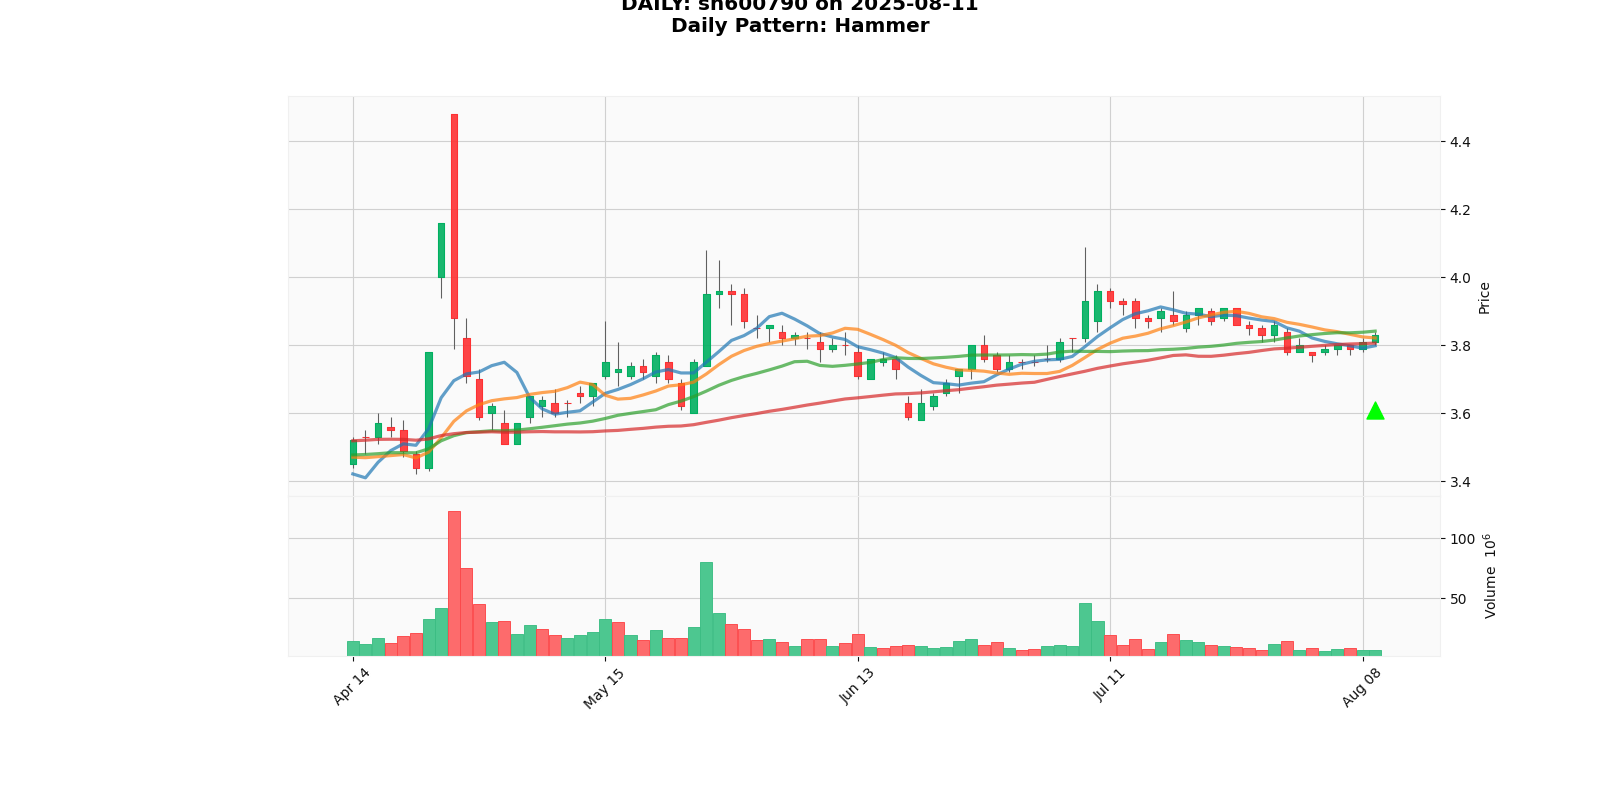 DAILY: sh600790 on 2025-08-11
Daily Pattern: Hammer
4.4
4.2
4.0
3.8
3.6
3.4
Price
100
50
Volume 10⁶
Apr 14
May 15
Jun 13
Jul 11
Aug 08